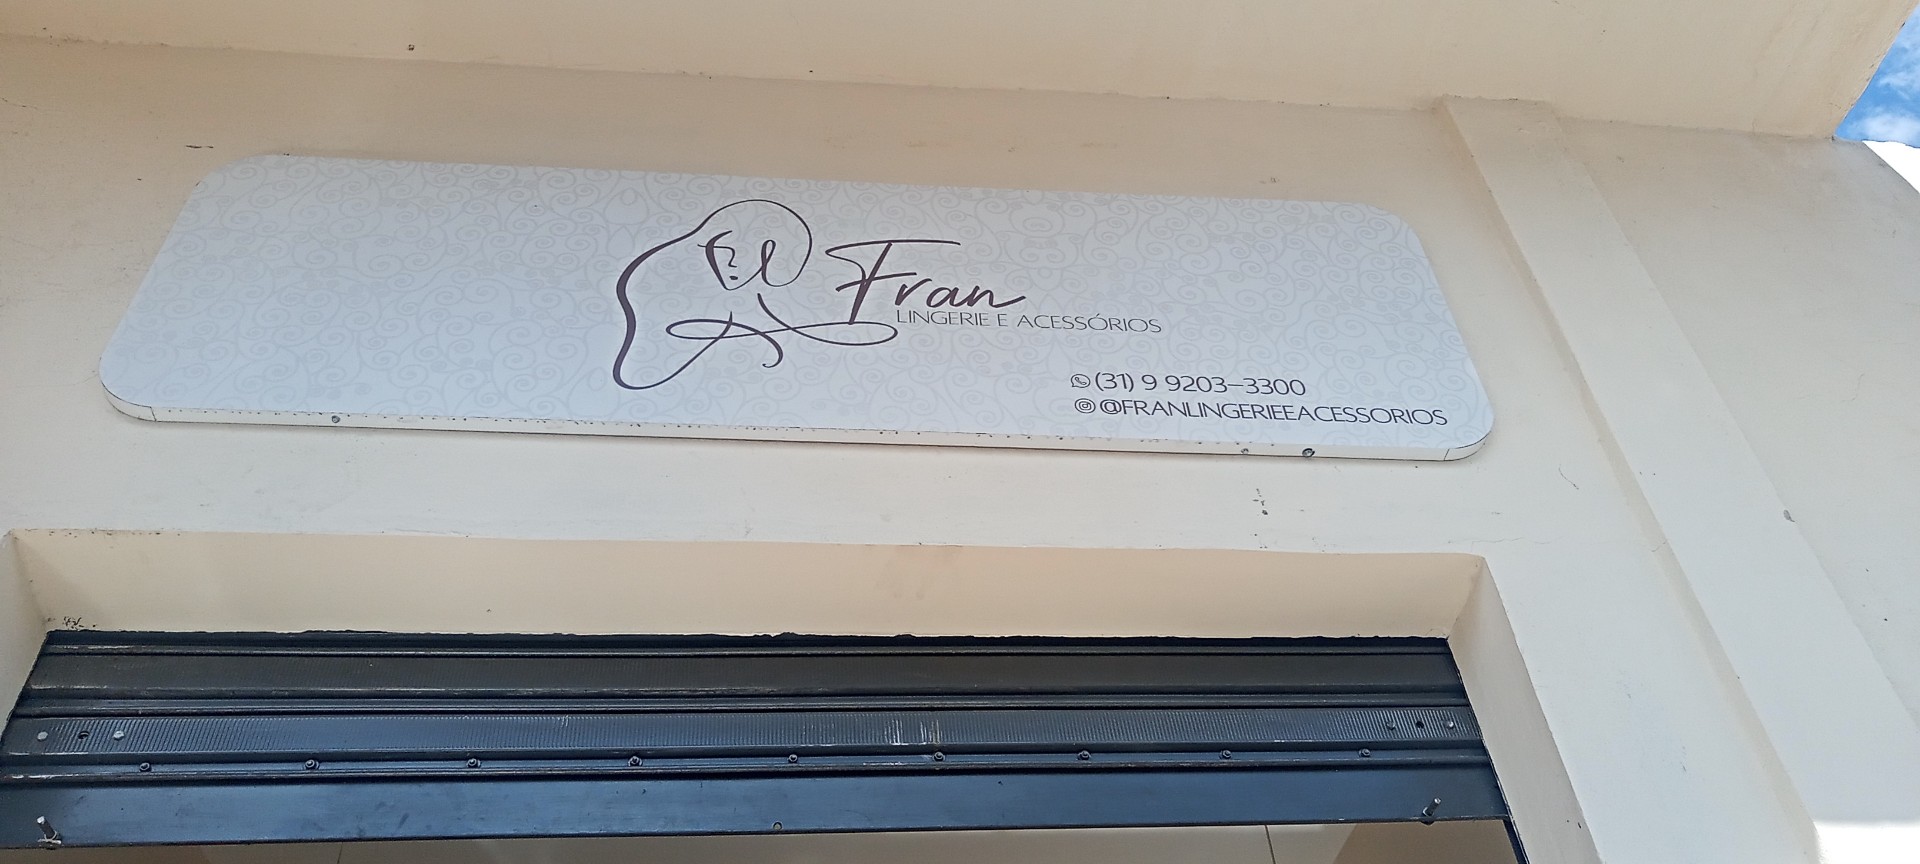 Fran
LINGERIE E ACESSÓRIOS
(31) 9 9203-3300
@FRANLINGERIEEACESSORIOS